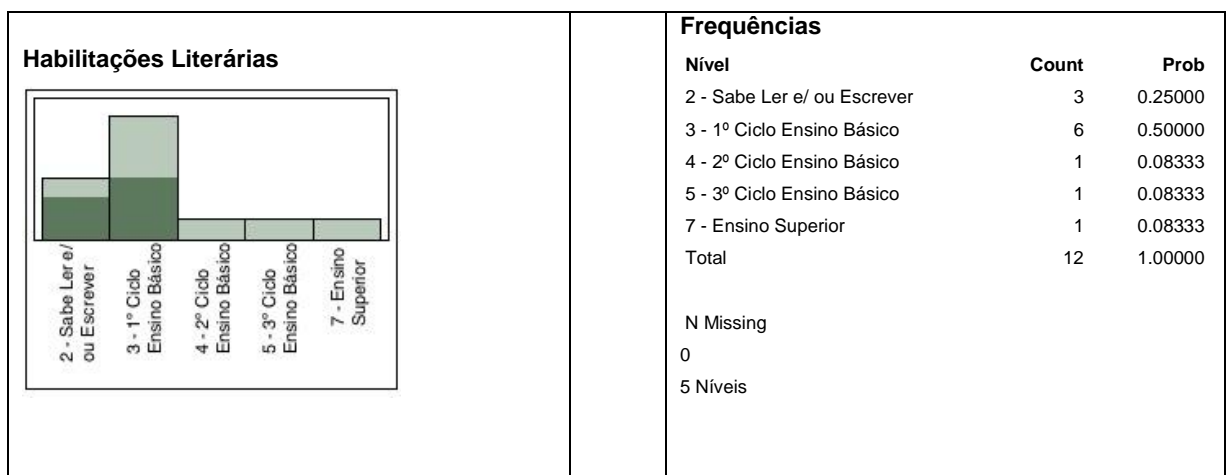 Habilitações Literárias
2 - Sabe Ler e/
ou Escrever
3 - 1º Ciclo
Ensino Básico
4 - 2º Ciclo
Ensino Básico
5 - 3º Ciclo
Ensino Básico
7 - Ensino
Superior
Frequências
Nível Count Prob
2 - Sabe Ler e/ ou Escrever 3 0.25000
3 - 1º Ciclo Ensino Básico 6 0.50000
4 - 2º Ciclo Ensino Básico 1 0.08333
5 - 3º Ciclo Ensino Básico 1 0.08333
7 - Ensino Superior 1 0.08333
Total 12 1.00000
N Missing
0
5 Níveis